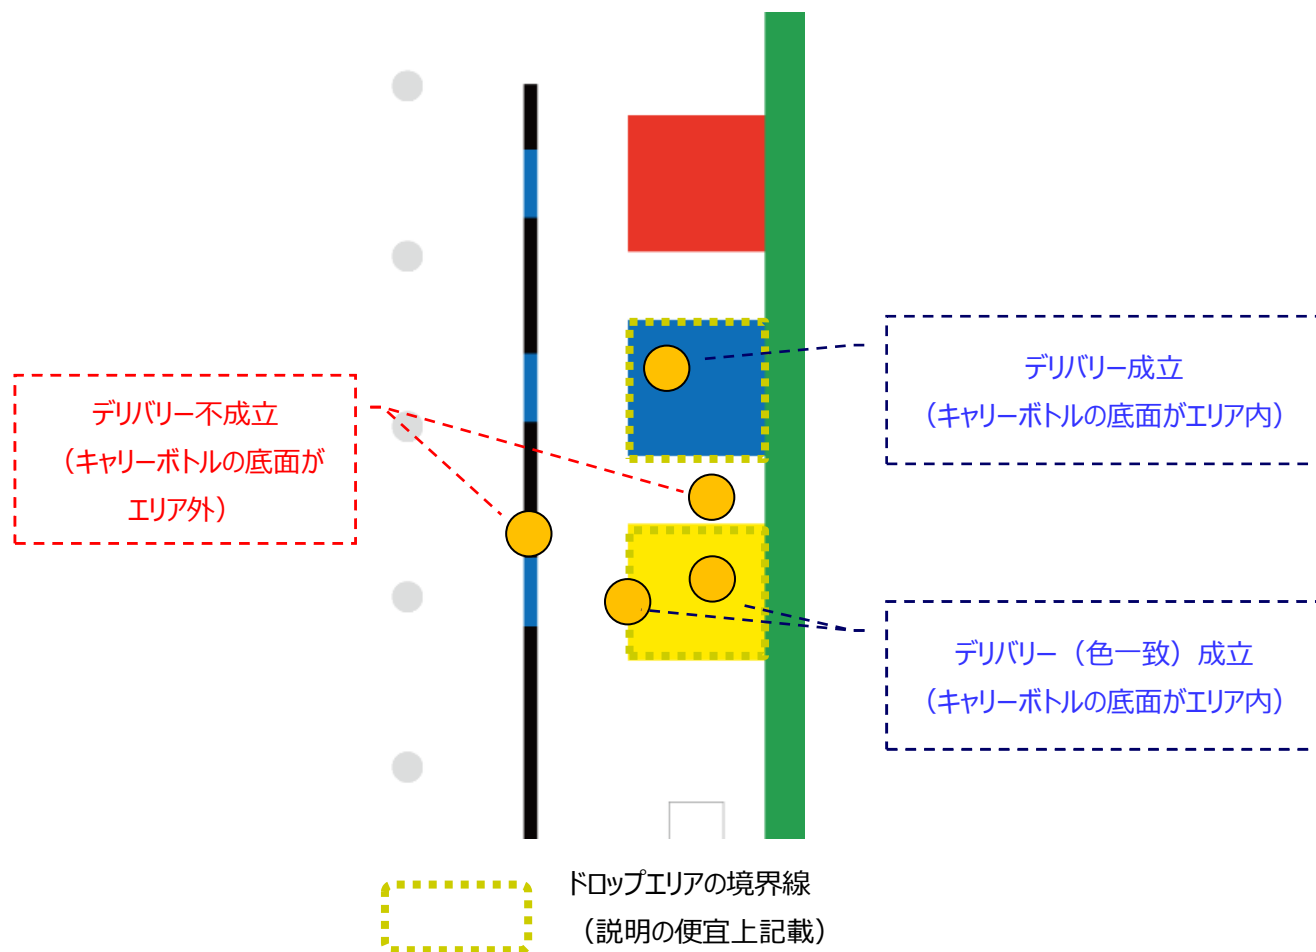 デリバリー不成立
（キャリーボトルの底面が
エリア外）
デリバリー成立
（キャリーボトルの底面がエリア内）
デリバリー（色一致）成立
（キャリーボトルの底面がエリア内）
ドロップエリアの境界線
（説明の便宜上記載）